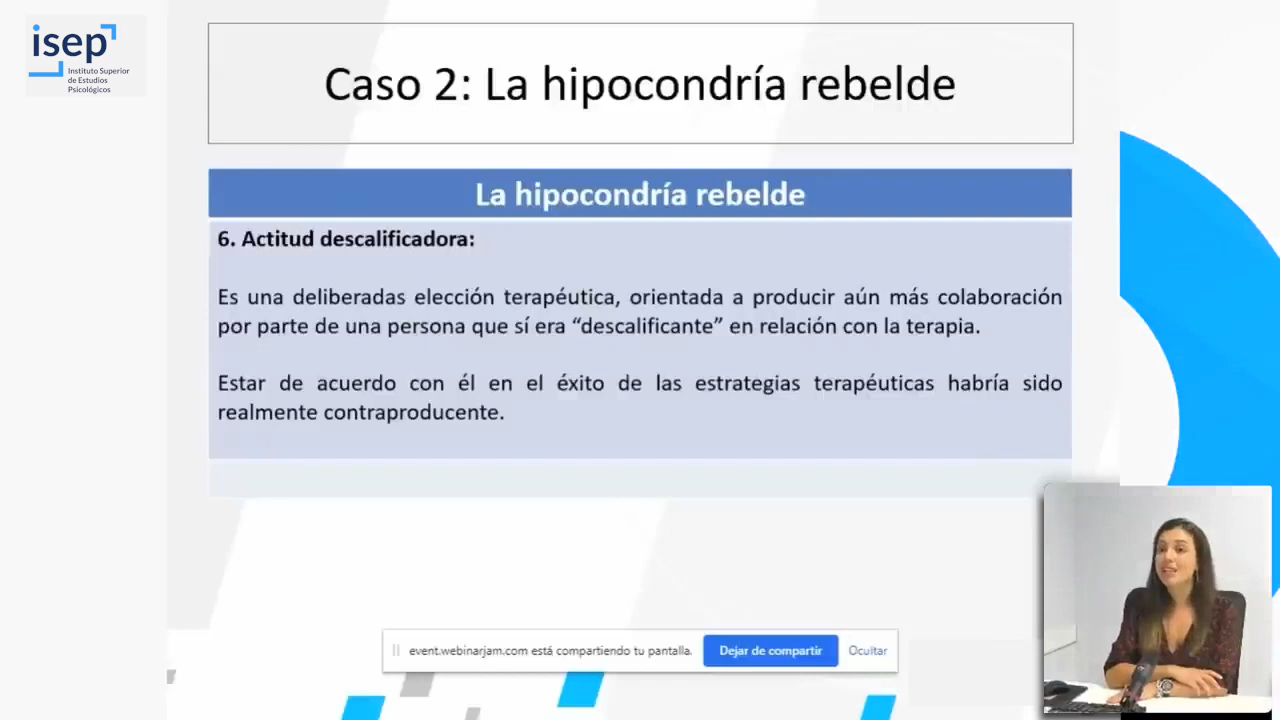 isep
Instituto Superior
de Estudios
Psicológicos
Caso 2: La hipocondría rebelde
La hipocondría rebelde
6. Actitud descalificadora:
Es una deliberadas elección terapéutica, orientada a producir aún más colaboración
por parte de una persona que sí era “descalificante” en relación con la terapia.
Estar de acuerdo con él en el éxito de las estrategias terapéuticas habría sido
realmente contraproducente.
event.webinarjam.com está compartiendo tu pantalla. Dejar de compartir Ocultar